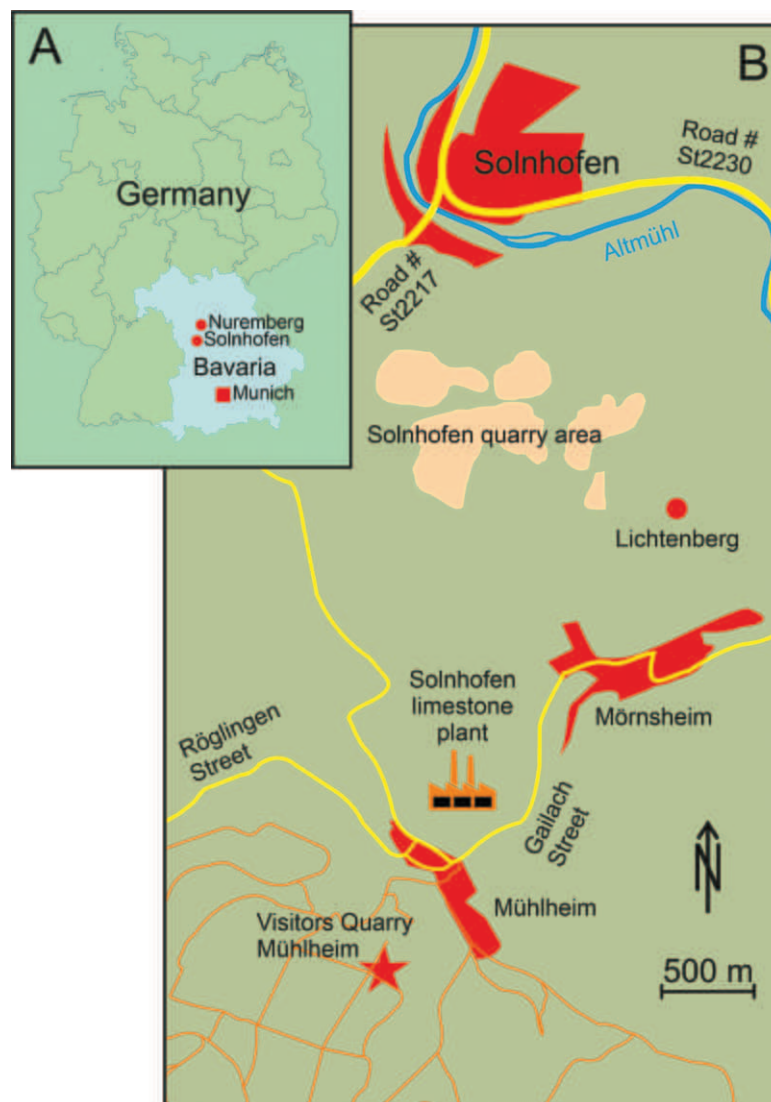 A
Germany
Nuremberg
Solnhofen
Bavaria
Munich
B
Solnhofen
Road #
St2230
Altmühl
Road #
St2217
Solnhofen quarry area
Lichtenberg
Solnhofen
limestone
plant
Mörnsheim
Röglingen
Street
Gailach
Street
N
Mühlheim
Visitors Quarry
Mühlheim
500 m